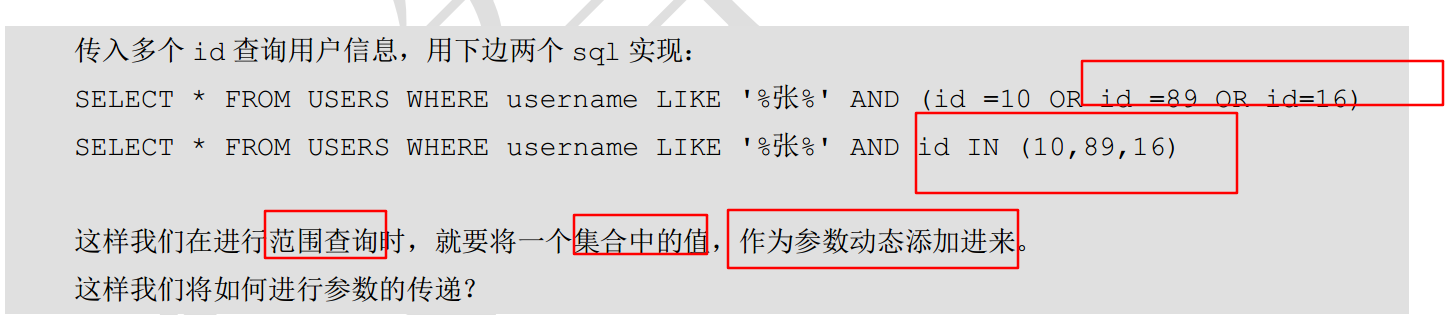 传入多个 id 查询用户信息，用下边两个 sql 实现：
SELECT * FROM USERS WHERE username LIKE '%张%' AND (id =10 OR id =89 OR id=16)
SELECT * FROM USERS WHERE username LIKE '%张%' AND id IN (10,89,16)
这样我们在进行范围查询时，就要将一个集合中的值，作为参数动态添加进来。
这样我们将如何进行参数的传递？